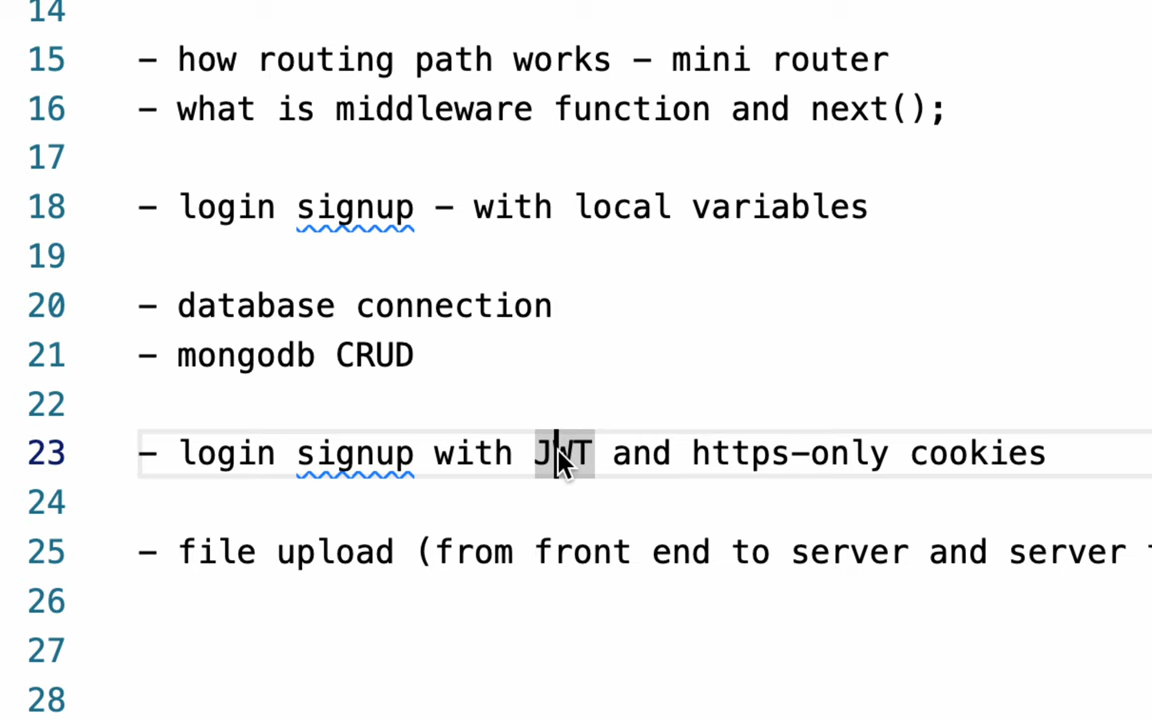 14
15 - how routing path works - mini router
16 - what is middleware function and next();
17
18 - login signup - with local variables
19
20 - database connection
21 - mongodb CRUD
22
23 - login signup with JWT and https-only cookies
24
25 - file upload (from front end to server and server
26
27
28